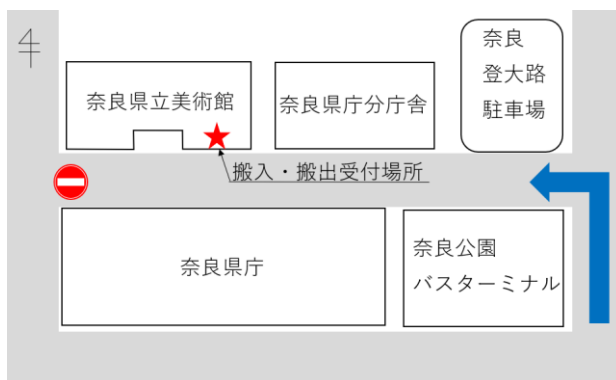 奈良
登大路
駐車場
奈良県立美術館
奈良県庁分庁舎
搬入・搬出受付場所
奈良県庁
奈良公園
バスターミナル